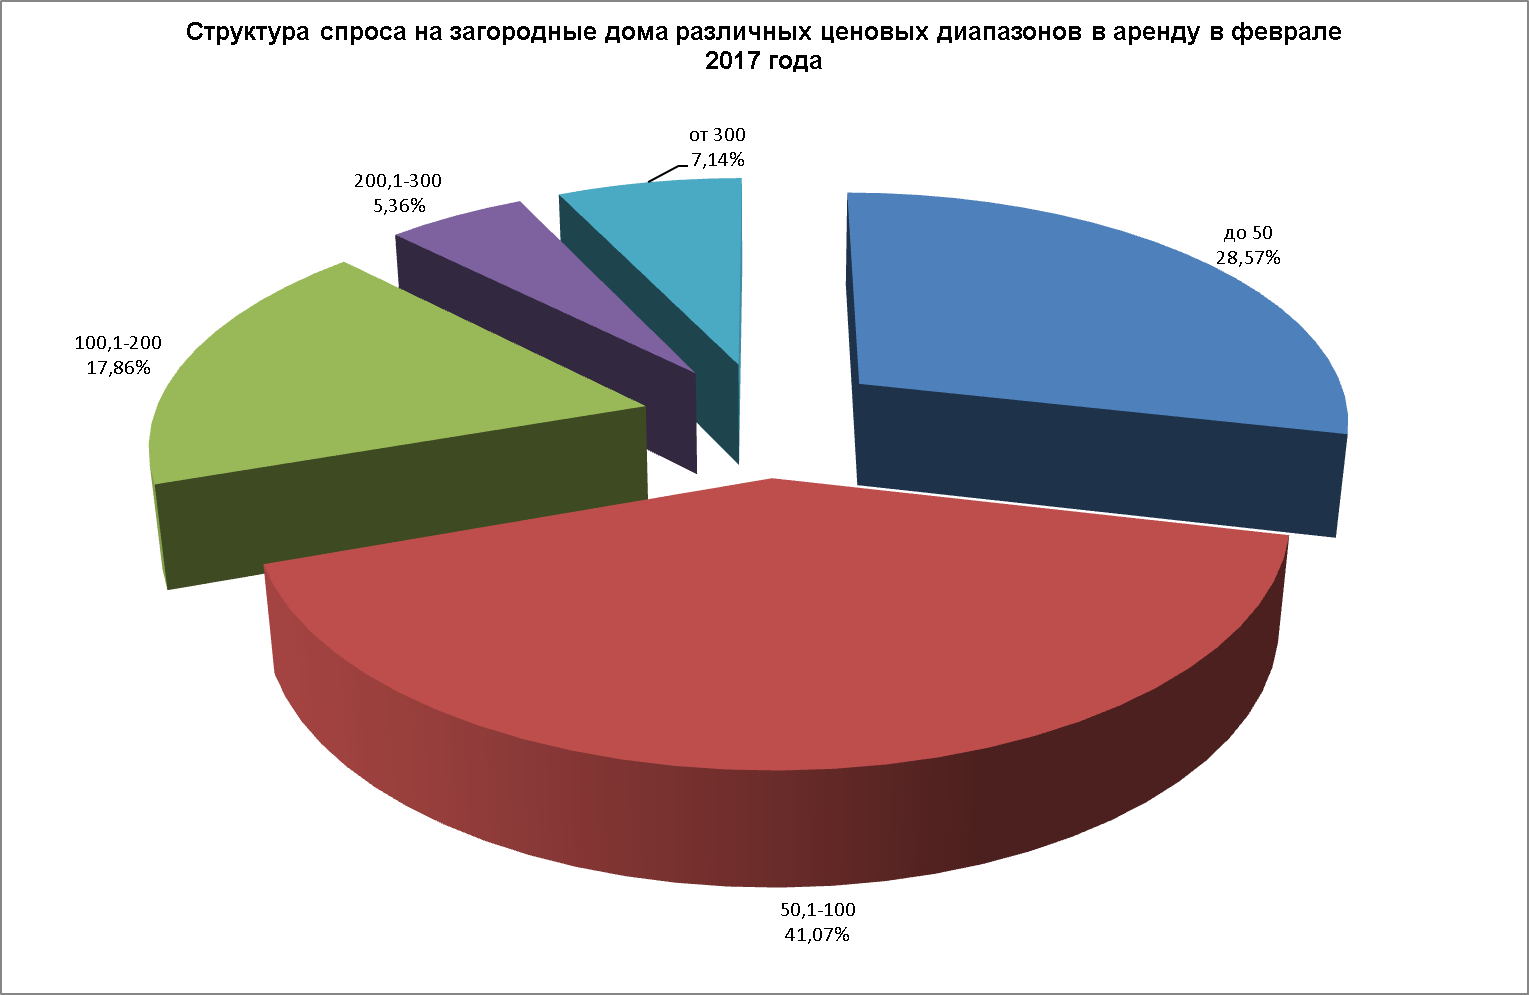 Структура спроса на загородные дома различных ценовых диапазонов в аренду в феврале
2017 года
от 300
7,14%
200,1-300
5,36%
до 50
28,57%
100,1-200
17,86%
50,1-100
41,07%